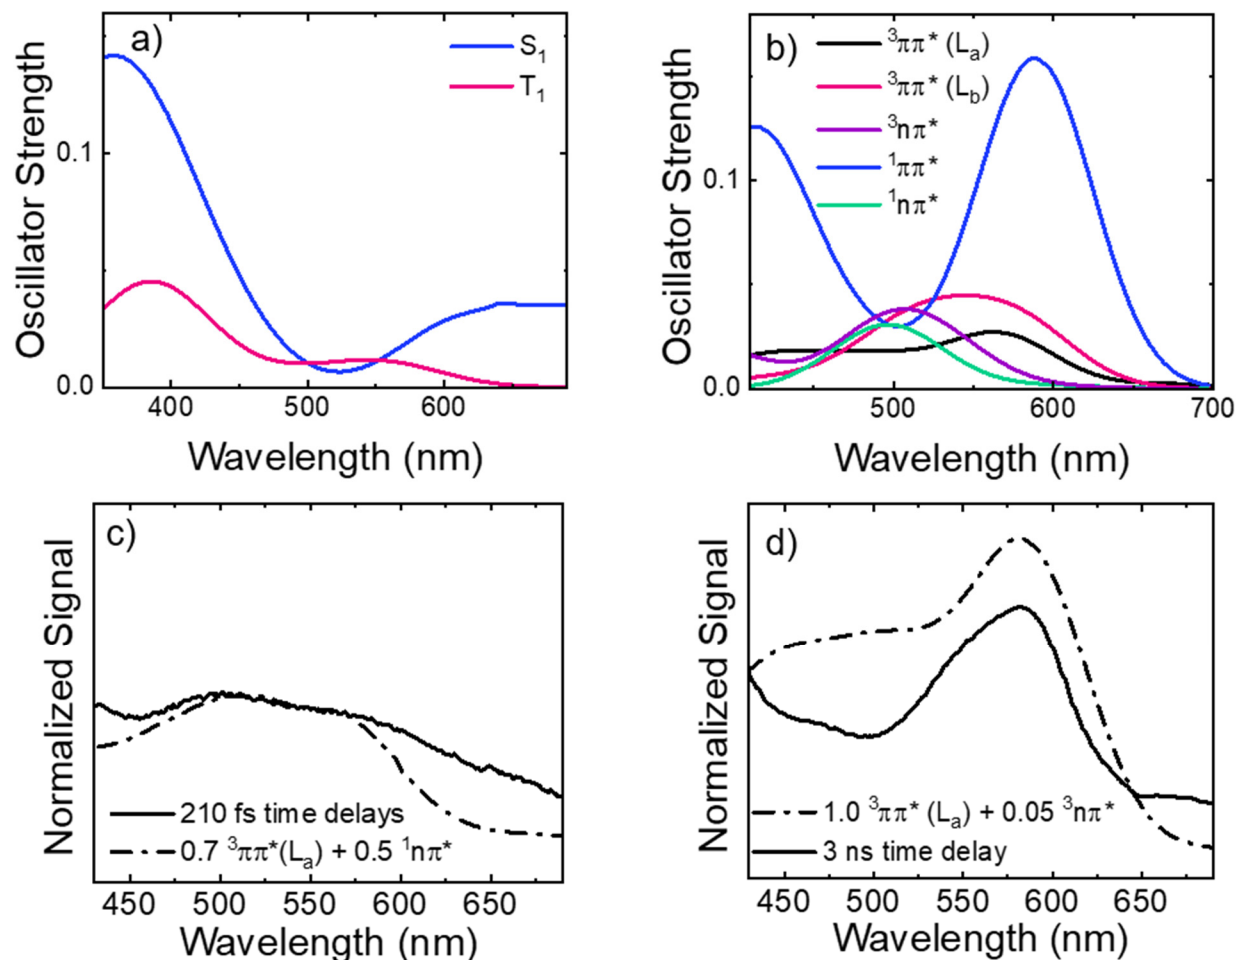 a)
S₁
T₁
Oscillator Strength
0.1
0.0
400 500 600
Wavelength (nm)
b)
³ππ* (Lₐ)
³ππ* (L_b)
³nπ*
¹ππ*
¹nπ*
Oscillator Strength
0.1
0.0
500 600 700
Wavelength (nm)
c)
Normalized Signal
210 fs time delays
0.7 ³ππ*(Lₐ) + 0.5 ¹nπ*
450 500 550 600 650
Wavelength (nm)
d)
Normalized Signal
1.0 ³ππ* (Lₐ) + 0.05 ³nπ*
3 ns time delay
450 500 550 600 650
Wavelength (nm)